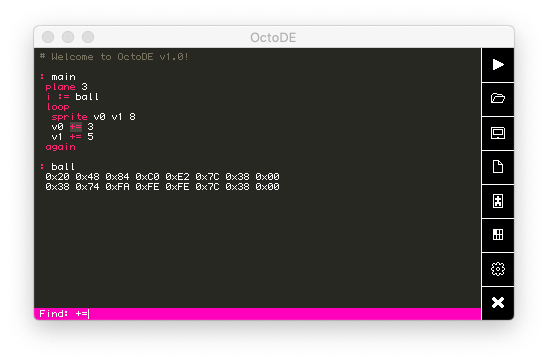 OctoDE
# Welcome to OctoDE v1.0!
: main
plane 3
i := ball
loop
sprite v0 v1 8
v0 += 3
v1 += 5
again
: ball
0x20 0x48 0x84 0xC0 0xE2 0x7C 0x38 0x00
0x38 0x74 0xFA 0xFE 0xFE 0x7C 0x38 0x00
Find: +=